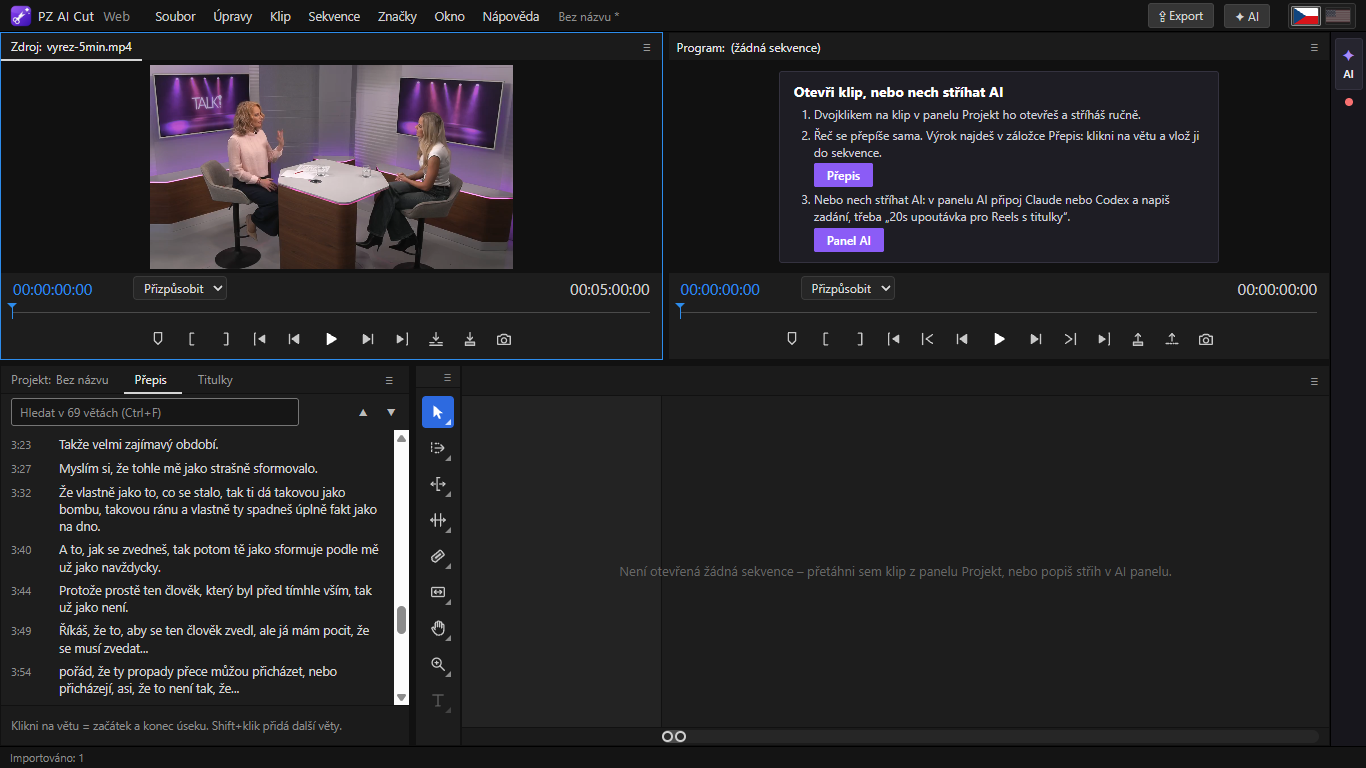 PZ AI Cut Web Soubor Úpravy Klip Sekvence Značky Okno Nápověda Bez názvu * Export AI
Zdroj: vyrez-5min.mp4
TALK
00:00:00:00 Přizpůsobit 00:05:00:00
Program: (žádná sekvence)
Otevři klip, nebo nech stříhat AI
1. Dvojklikem na klip v panelu Projekt ho otevřeš a stříháš ručně.
2. Řeč se přepíše sama. Výrok najdeš v záložce Přepis: klikni na větu a vlož ji
do sekvence.
Přepis
3. Nebo nech stříhat AI: v panelu AI připoj Claude nebo Codex a napiš
zadání, třeba „20s upoutávka pro Reels s titulky“.
Panel AI
00:00:00:00 Přizpůsobit 00:00:00:00
AI
Projekt: Bez názvu Přepis Titulky
Hledat v 69 větách (Ctrl+F)
3:23 Takže velmi zajímavý období.
3:27 Myslím si, že tohle mě jako strašně sformovalo.
3:32 Že vlastně jako to, co se stalo, tak ti dá takovou jako
bombu, takovou ránu a vlastně ty spadneš úplně fakt jako
na dno.
3:40 A to, jak se zvedneš, tak potom tě jako sformuje podle mě
už jako navždycky.
3:44 Protože prostě ten člověk, který byl před tímhle vším, tak
už jako není.
3:49 Říkáš, že to, aby se ten člověk zvedl, ale já mám pocit, že
se musí zvedat...
3:54 pořád, že ty propady přece můžou přicházet, nebo
přicházejí, asi, že to není tak, že...
Klikni na větu = začátek a konec úseku. Shift+klik přidá další věty.
Není otevřená žádná sekvence – přetáhni sem klip z panelu Projekt, nebo popiš střih v AI panelu.
Importováno: 1